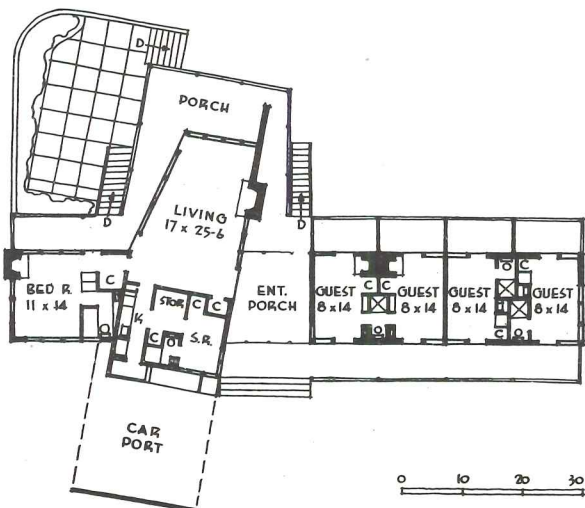 D
PORCH
LIVING
17 x 25-6
D
D
BED R.
11 x 14
C
STOR
C
C
K
C
S.R.
ENT.
PORCH
GUEST
8 x 14
C
C
GUEST
8 x 14
GUEST
8 x 14
C
C
GUEST
8 x 14
CAR
PORT
0 10 20 30